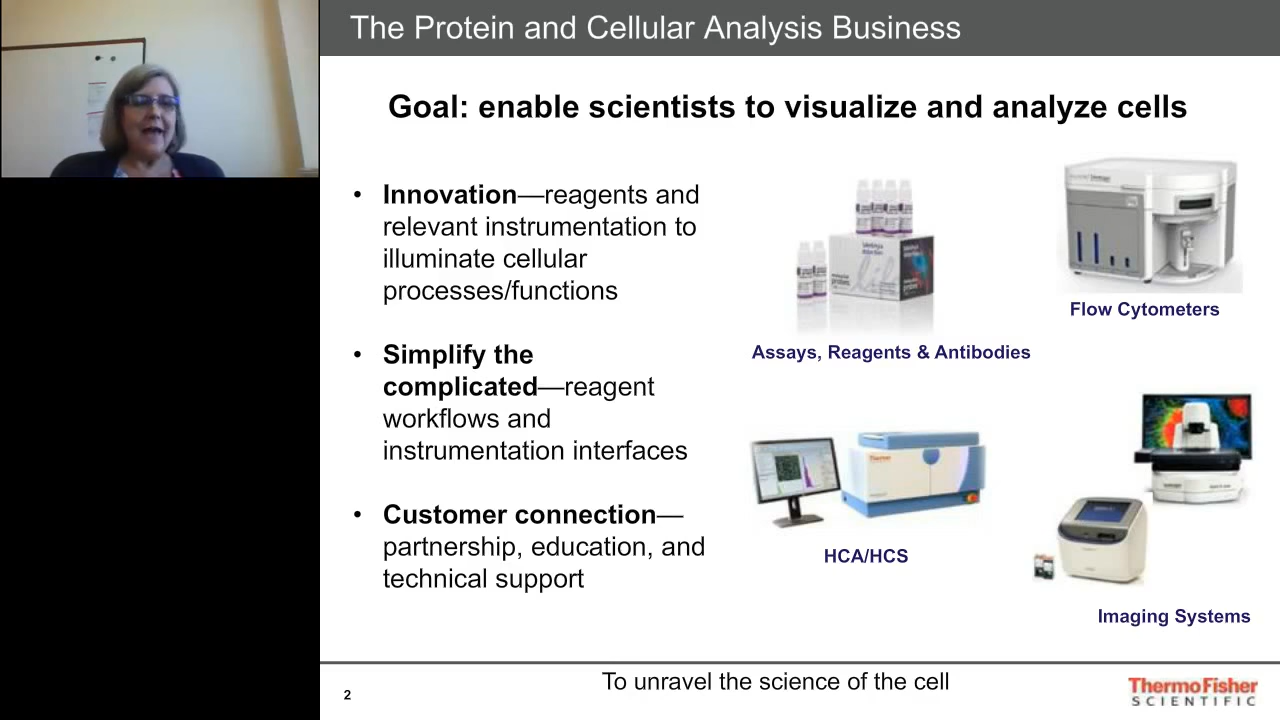 The Protein and Cellular Analysis Business
Goal: enable scientists to visualize and analyze cells
• Innovation—reagents and
relevant instrumentation to
illuminate cellular
processes/functions
• Simplify the
complicated—reagent
workflows and
instrumentation interfaces
• Customer connection—
partnership, education, and
technical support
Assays, Reagents & Antibodies
Flow Cytometers
Thermo
HCA/HCS
Imaging Systems
2
To unravel the science of the cell
ThermoFisher
SCIENTIFIC